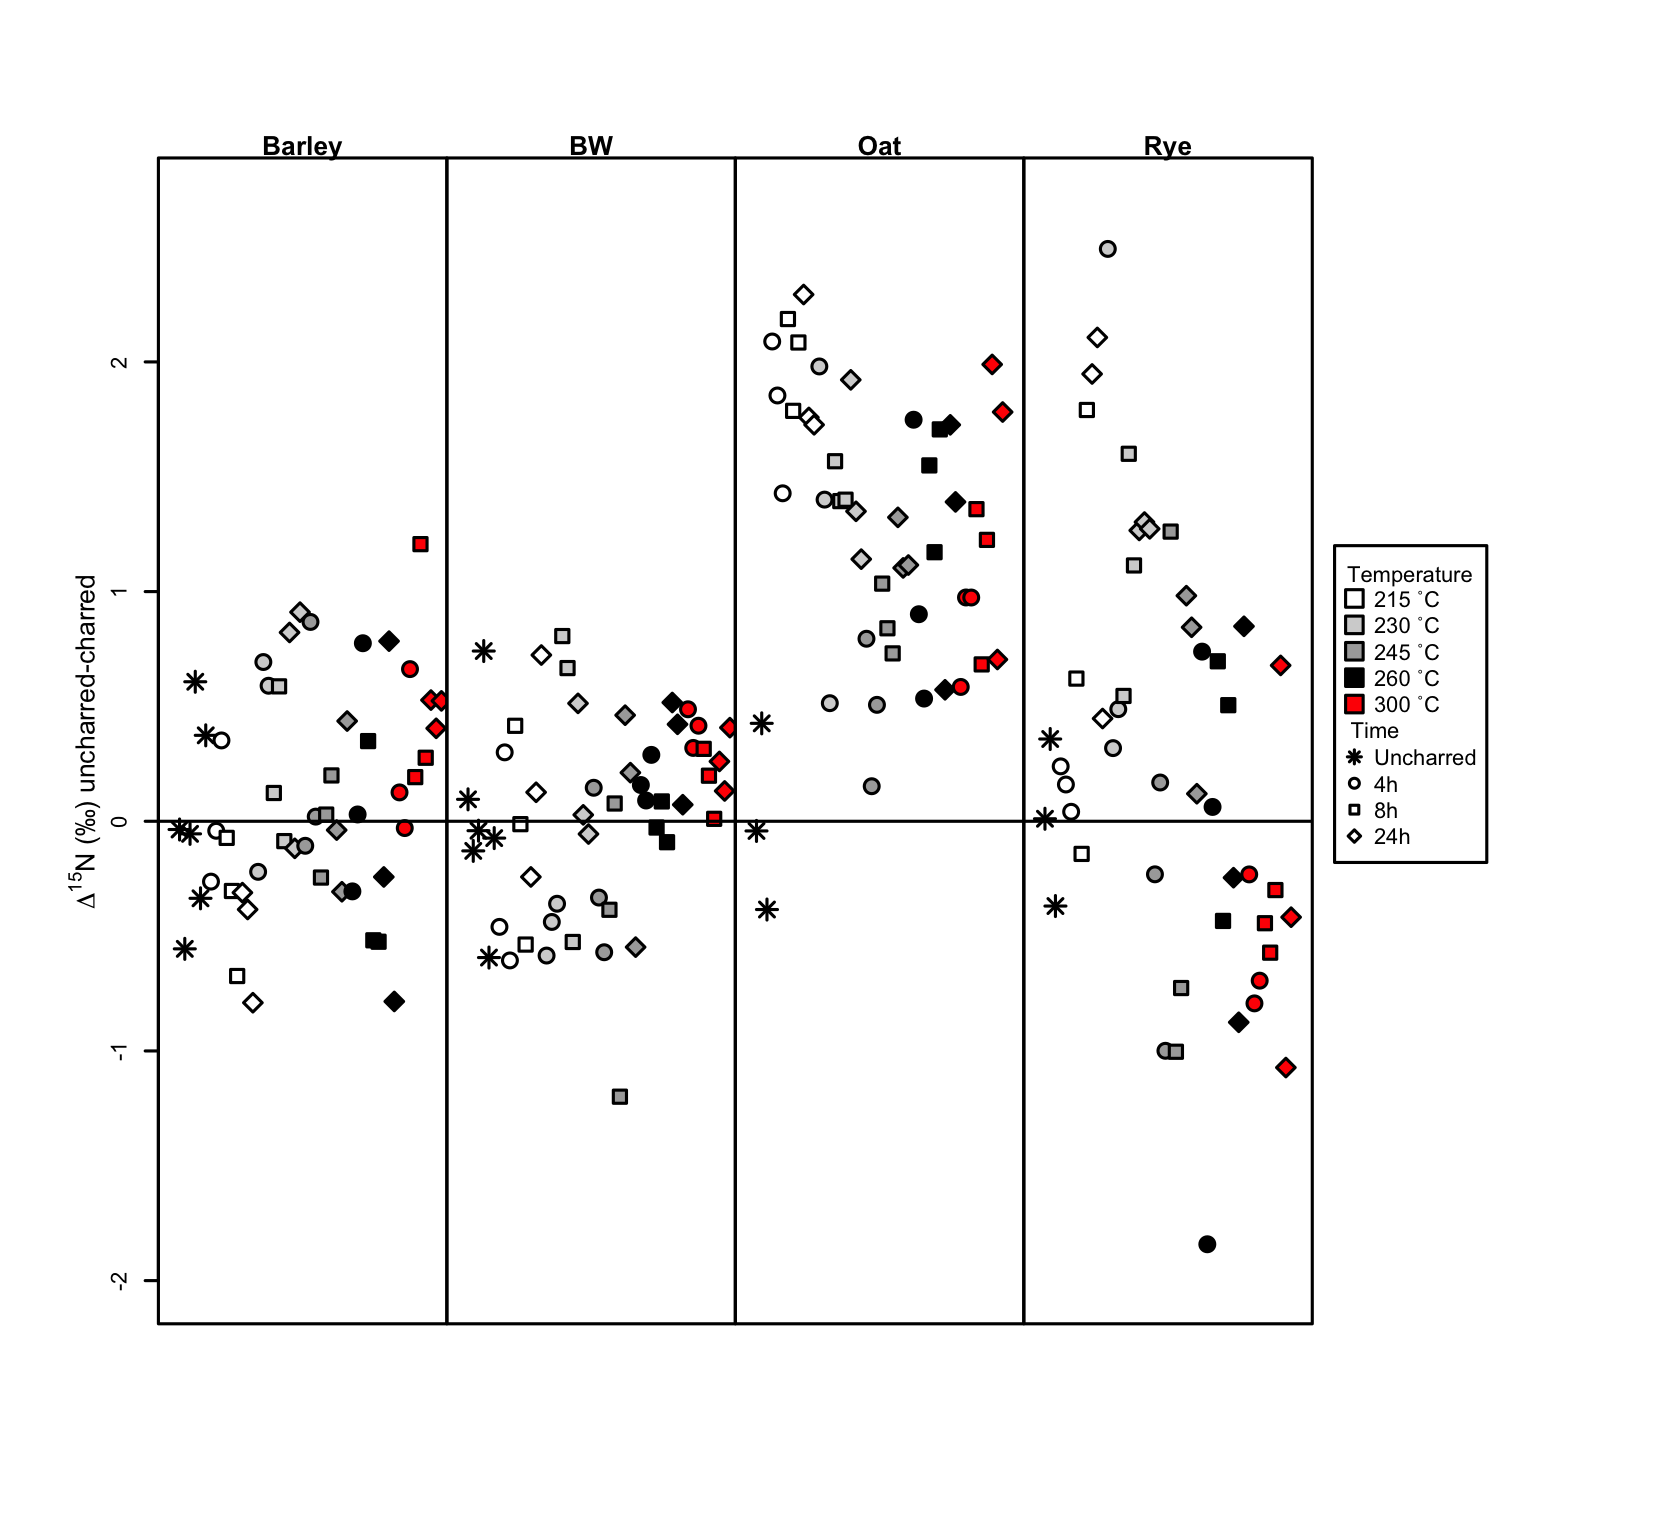 Barley BW Oat Rye
Δ15N (‰) uncharred-charred
2
1
0
-1
-2
Temperature
215 °C
230 °C
245 °C
260 °C
300 °C
Time
Uncharred
4h
8h
24h